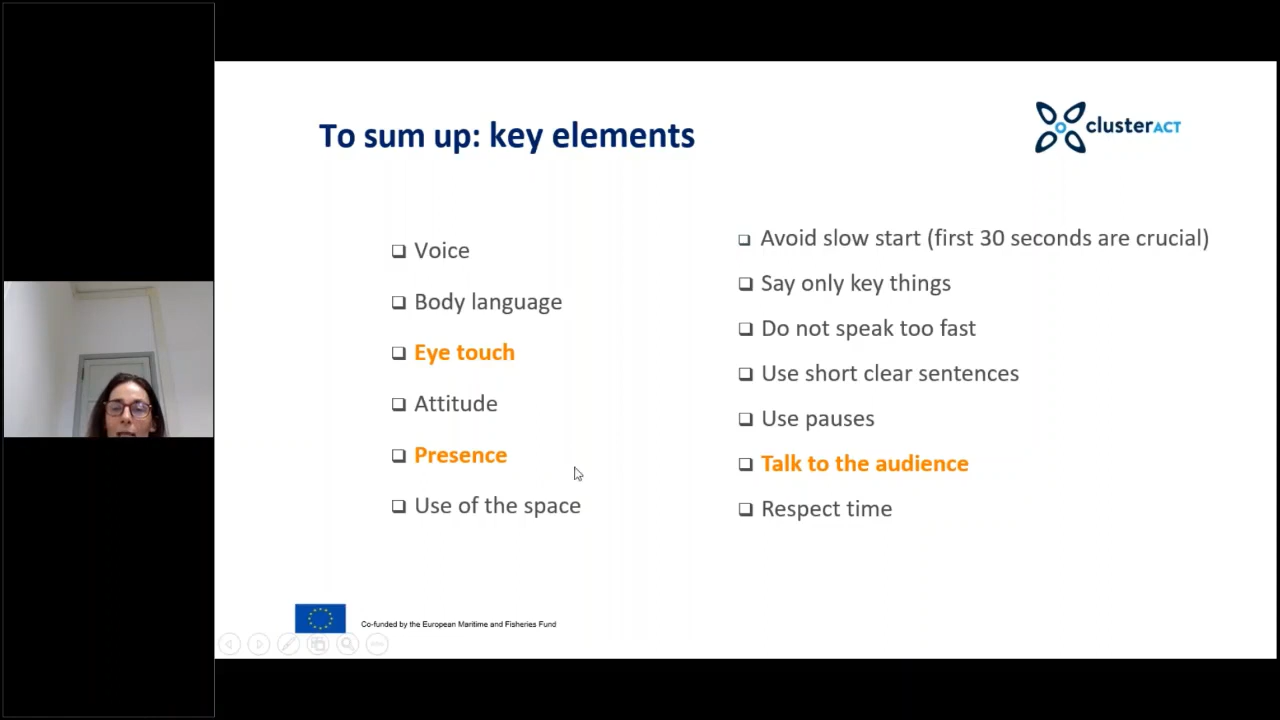 To sum up: key elements
clusterACT
Voice
Body language
Eye touch
Attitude
Presence
Use of the space
Avoid slow start (first 30 seconds are crucial)
Say only key things
Do not speak too fast
Use short clear sentences
Use pauses
Talk to the audience
Respect time
Co-funded by the European Maritime and Fisheries Fund